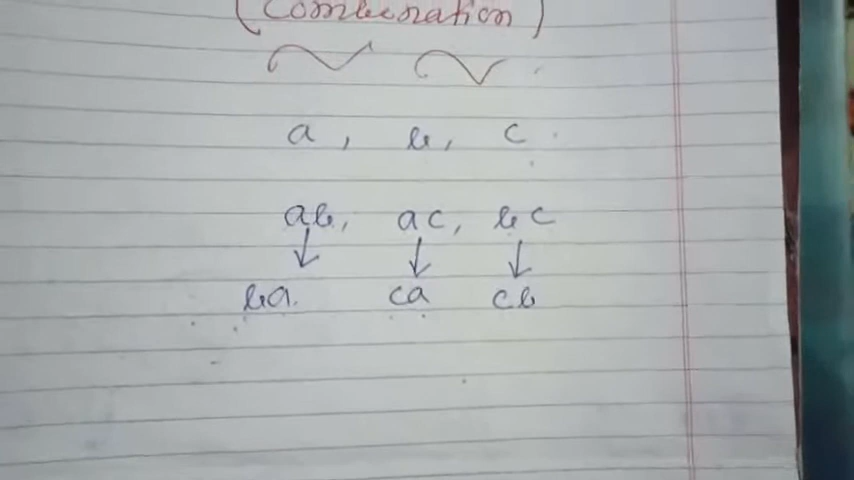 (Combination)
a, b, c
ab, ac, bc
ba. ca cb